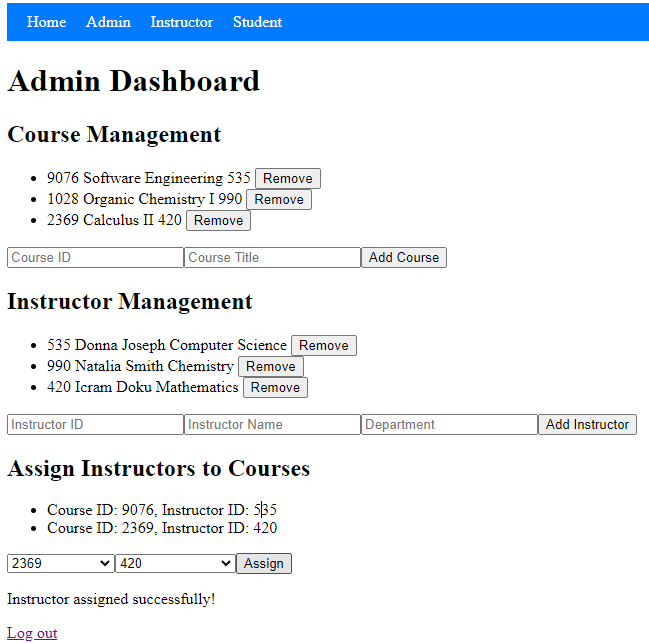 Home Admin Instructor Student
Admin Dashboard
Course Management
9076 Software Engineering 535 Remove
1028 Organic Chemistry I 990 Remove
2369 Calculus II 420 Remove
Course ID Course Title Add Course
Instructor Management
535 Donna Joseph Computer Science Remove
990 Natalia Smith Chemistry Remove
420 Icram Doku Mathematics Remove
Instructor ID Instructor Name Department Add Instructor
Assign Instructors to Courses
Course ID: 9076, Instructor ID: 535
Course ID: 2369, Instructor ID: 420
2369 420 Assign
Instructor assigned successfully!
Log out